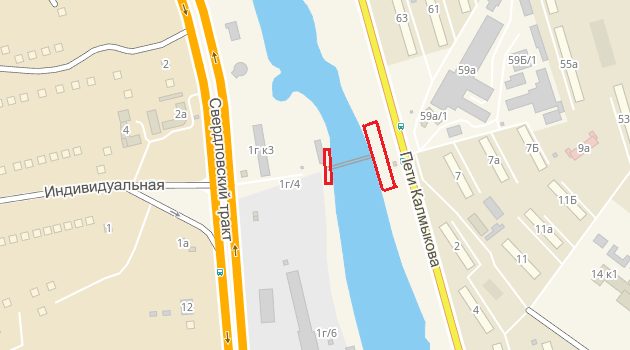 63
61
55а
59Б/1
59а
59а/1
53
2
2а
4
Свердловский тракт
1г к3
7Б
9а
7а
7
Пети Калмыкова
Индивидуальная
1г/4
11Б
11а
1
1а
2
11
14 к1
12
4
1г/6